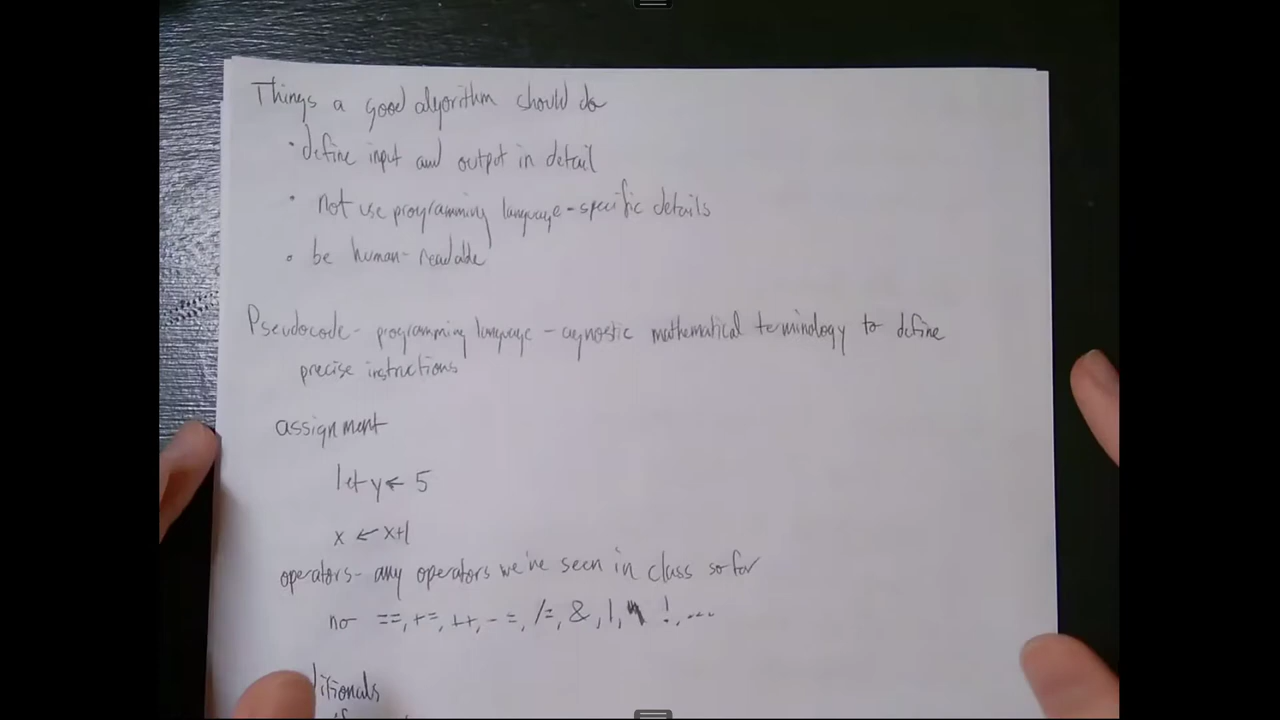 Things a good algorithm should do
• define input and output in detail
• not use programming language-specific details
• be human-readable
Pseudocode - programming language-agnostic mathematical terminology to define
precise instructions
assignment
let y ← 5
x ← x+1
operators - any operators we've seen in class so far
no ==, +=, ++, -=, /=, &, |, !, ...
ditionals